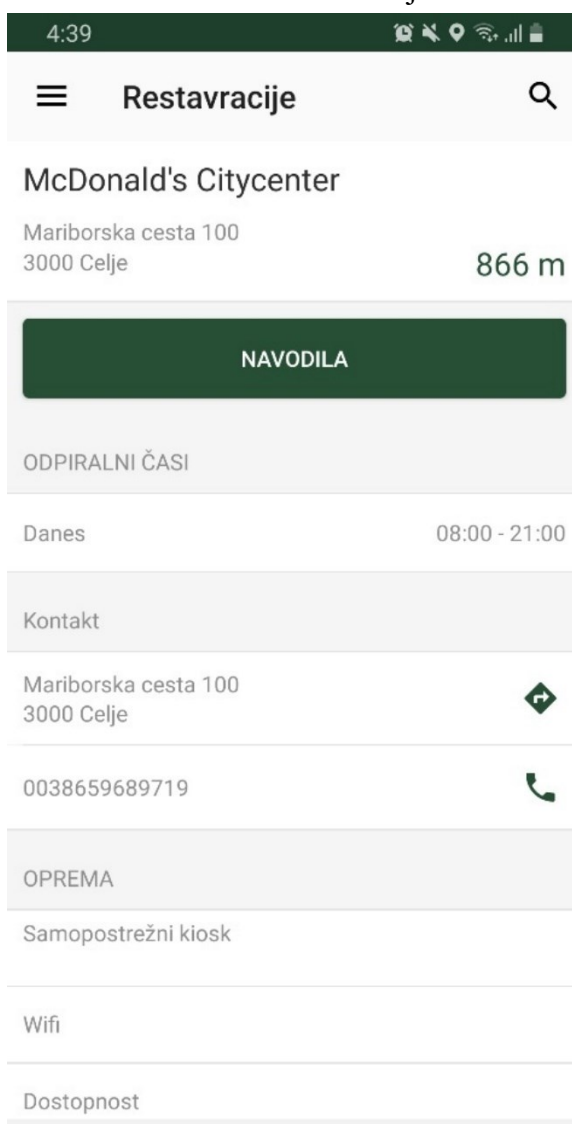 4:39
Restavracije
McDonald's Citycenter
Mariborska cesta 100
3000 Celje
866 m
NAVODILA
ODPIRALNI ČASI
Danes 08:00 - 21:00
Kontakt
Mariborska cesta 100
3000 Celje
0038659689719
OPREMA
Samopostrežni kiosk
Wifi
Dostopnost